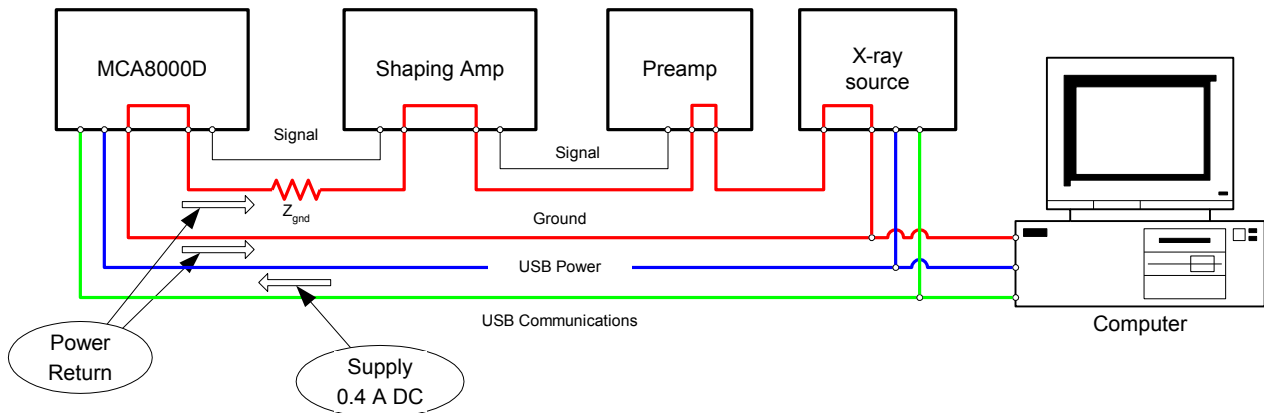 MCA8000D
Shaping Amp
Preamp
X-ray
source
Signal
Signal
Zgnd
Ground
USB Power
USB Communications
Computer
Power
Return
Supply
0.4 A DC